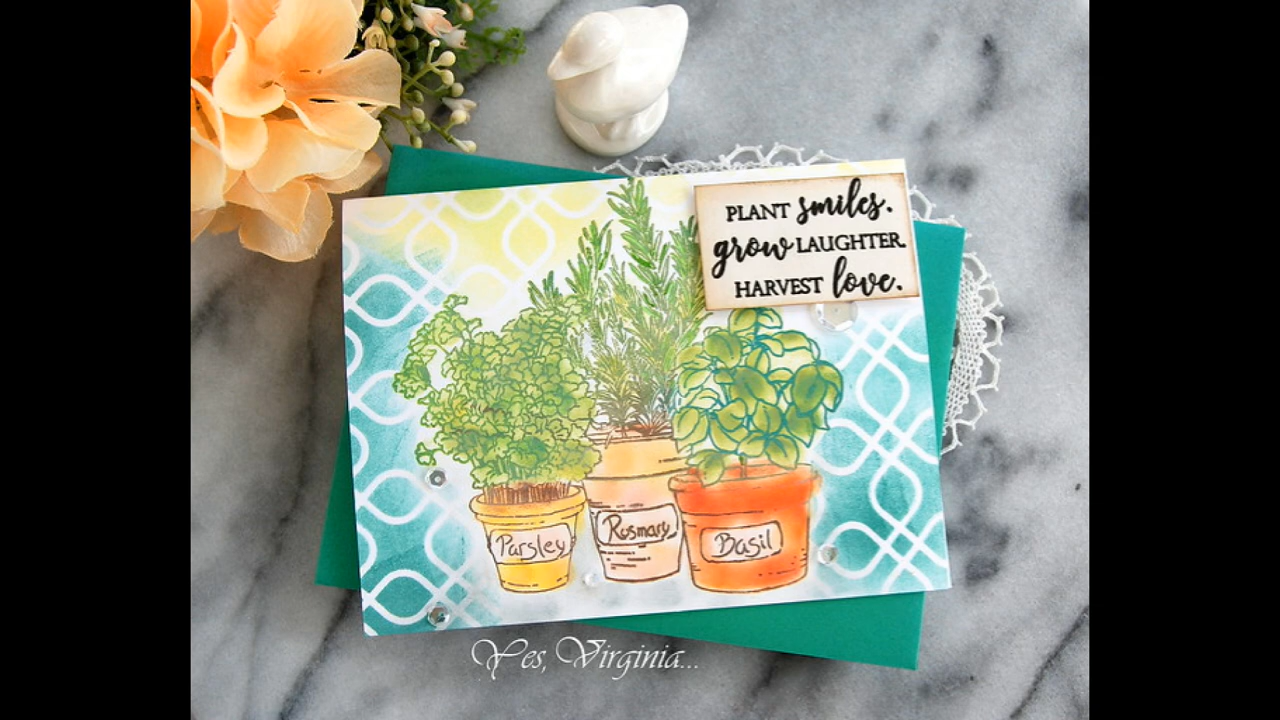 PLANT smiles.
grow LAUGHTER.
HARVEST love.
Parsley
Rosmary
Basil
Yes, Virginia...